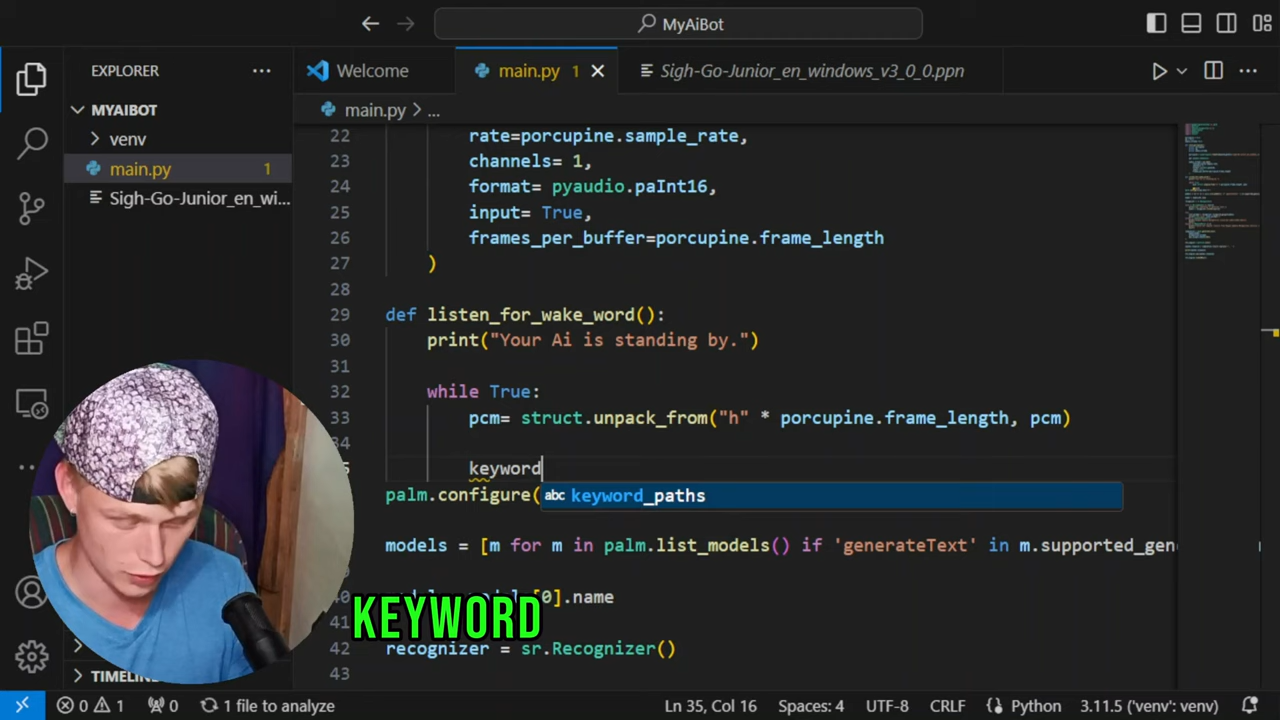 MyAiBot
EXPLORER
Welcome
main.py 1
Sigh-Go-Junior_en_windows_v3_0_0.ppn
MYAIBOT
venv
main.py 1
Sigh-Go-Junior_en_wi...
TIMELINE
main.py > ...
22 rate=porcupine.sample_rate,
23 channels= 1,
24 format= pyaudio.paInt16,
25 input= True,
26 frames_per_buffer=porcupine.frame_length
27 )
28
29 def listen_for_wake_word():
30 print("Your Ai is standing by.")
31
32 while True:
33 pcm= struct.unpack_from("h" * porcupine.frame_length, pcm)
34
keyword
palm.configure(
abc keyword_paths
models = [m for m in palm.list_models() if 'generateText' in m.supported_gen
40 [0].name
41
KEYWORD
42 recognizer = sr.Recognizer()
43
0 1 0 1 file to analyze Ln 35, Col 16 Spaces: 4 UTF-8 CRLF Python 3.11.5 ('venv': venv)